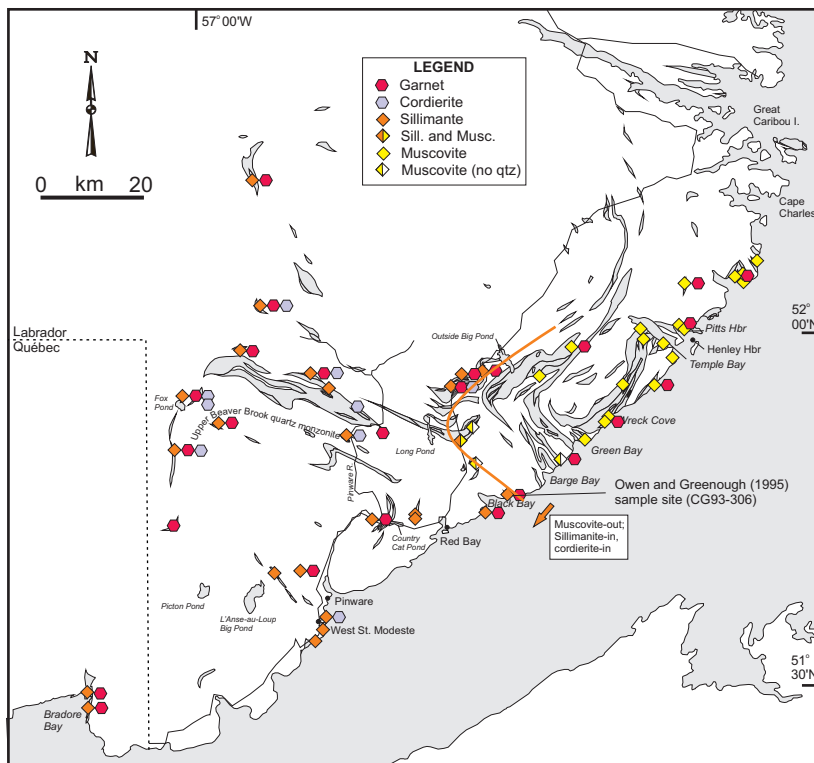 57° 00'W
LEGEND
Garnet
Cordierite
Sillimante
Sill. and Musc.
Muscovite
Muscovite (no qtz)
N
0 km 20
Great
Caribou I.
Cape
Charles
Labrador
Québec
52°
00'N
Outside Big Pond
Pitts Hbr
Henley Hbr
Temple Bay
Fox
Pond
Upper Beaver Brook quartz monzonite
Long Pond
Wreck Cove
Green Bay
Pinware R.
Barge Bay
Owen and Greenough (1995)
sample site (CG93-306)
Black Bay
Muscovite-out;
Sillimanite-in,
cordierite-in
Country
Cat Pond
Red Bay
Picton Pond
L'Anse-au-Loup
Big Pond
Pinware
West St. Modeste
51°
30'N
Bradore
Bay